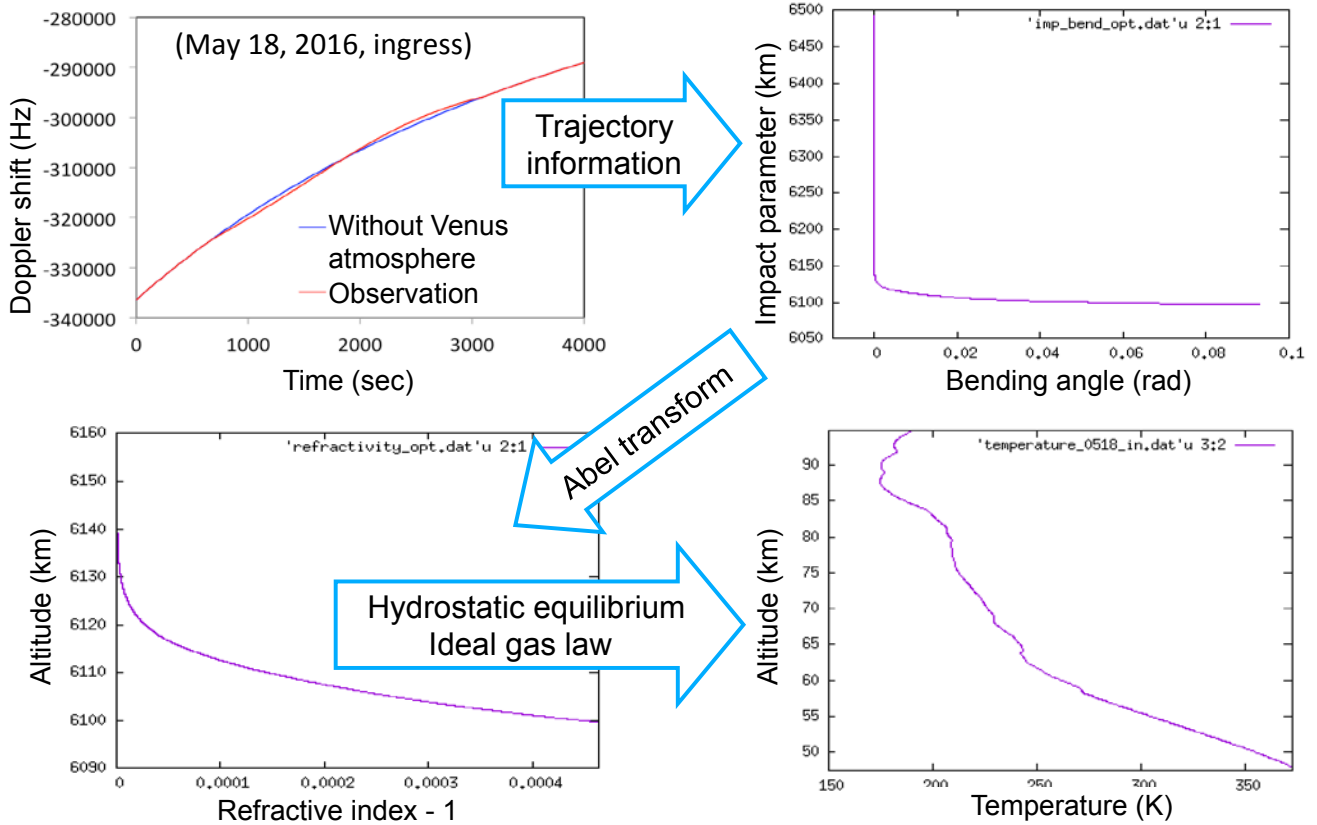 (May 18, 2016, ingress)
Doppler shift (Hz)
-280000
-290000
-300000
-310000
-320000
-330000
-340000
0 1000 2000 3000 4000
Time (sec)
Without Venus
atmosphere
Observation
Trajectory
information
'imp_bend_opt.dat'u 2:1
Impact parameter (km)
6500
6450
6400
6350
6300
6250
6200
6150
6100
6050
0 0.02 0.04 0.06 0.08 0.1
Bending angle (rad)
Abel transform
'refractivity_opt.dat'u 2:1
Altitude (km)
6160
6150
6140
6130
6120
6110
6100
6090
0 0.0001 0.0002 0.0003 0.0004
Refractive index - 1
Hydrostatic equilibrium
Ideal gas law
'temperature_0518_in.dat'u 3:2
Altitude (km)
90
85
80
75
70
65
60
55
50
150 200 250 300 350
Temperature (K)